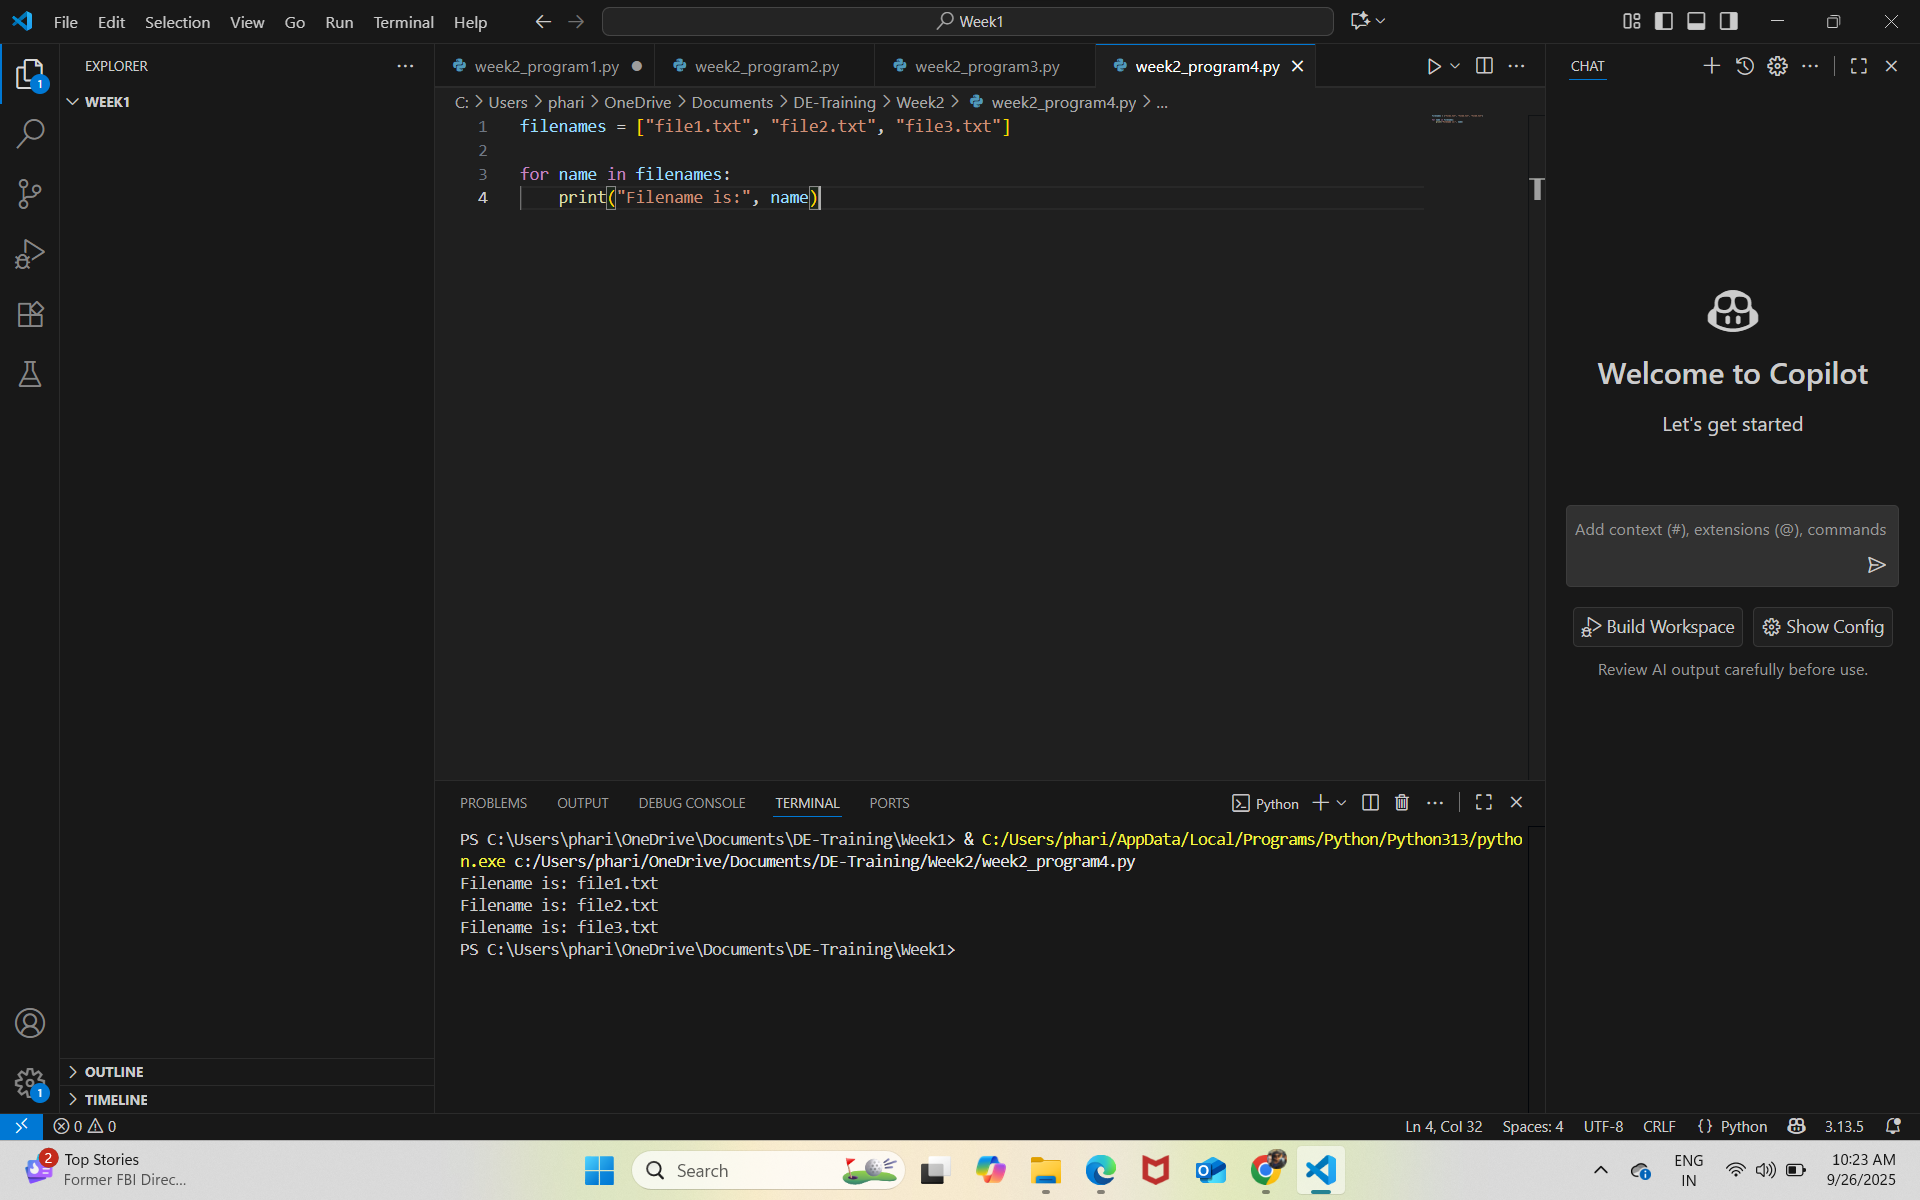 File Edit Selection View Go Run Terminal Help
Week1
EXPLORER
WEEK1
1
week2_program1.py
week2_program2.py
week2_program3.py
week2_program4.py
C: > Users > phari > OneDrive > Documents > DE-Training > Week2 > week2_program4.py > ...
1 filenames = ["file1.txt", "file2.txt", "file3.txt"]
2
3 for name in filenames:
4     print("Filename is:", name)
CHAT
Welcome to Copilot
Let's get started
Add context (#), extensions (@), commands
Build Workspace
Show Config
Review AI output carefully before use.
PROBLEMS OUTPUT DEBUG CONSOLE TERMINAL PORTS
Python
PS C:\Users\phari\OneDrive\Documents\DE-Training\Week1> & C:/Users/phari/AppData/Local/Programs/Python/Python313/pytho
n.exe c:/Users/phari/OneDrive/Documents/DE-Training/Week2/week2_program4.py
Filename is: file1.txt
Filename is: file2.txt
Filename is: file3.txt
PS C:\Users\phari\OneDrive\Documents\DE-Training\Week1>
OUTLINE
TIMELINE
1
0 0
Ln 4, Col 32 Spaces: 4 UTF-8 CRLF {} Python 3.13.5
2
Top Stories
Former FBI Direc...
Search
ENG
IN
10:23 AM
9/26/2025